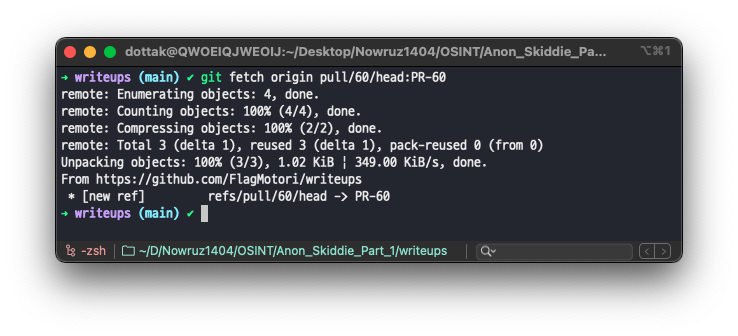 dottak@QWOEIQJWEOIJ:~/Desktop/Nowruz1404/OSINT/Anon_Skiddie_Pa... ⌥⌘1
➜ writeups (main) ✔ git fetch origin pull/60/head:PR-60
remote: Enumerating objects: 4, done.
remote: Counting objects: 100% (4/4), done.
remote: Compressing objects: 100% (2/2), done.
remote: Total 3 (delta 1), reused 3 (delta 1), pack-reused 0 (from 0)
Unpacking objects: 100% (3/3), 1.02 KiB | 349.00 KiB/s, done.
From https://github.com/FlagMotori/writeups
 * [new ref]         refs/pull/60/head -> PR-60
➜ writeups (main) ✔
-zsh ~/D/Nowruz1404/OSINT/Anon_Skiddie_Part_1/writeups